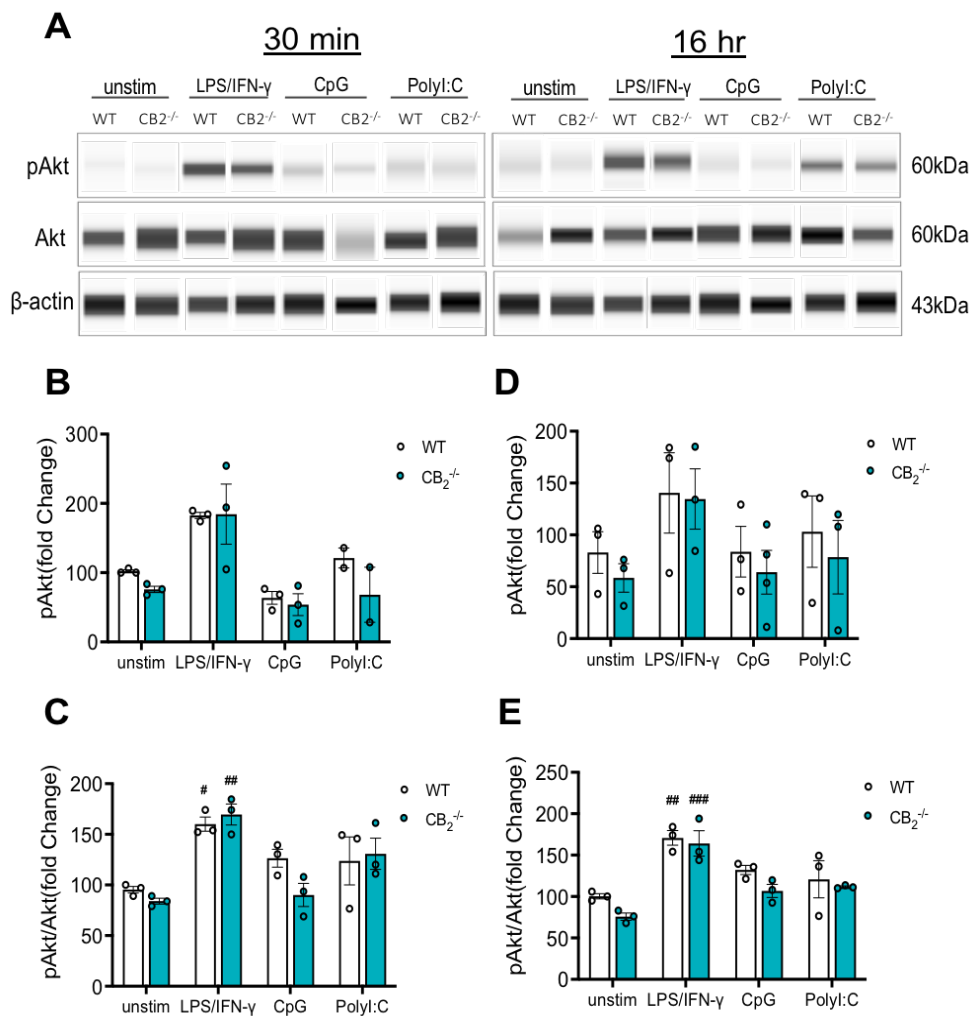 A
30 min
16 hr
unstim LPS/IFN-γ CpG PolyI:C unstim LPS/IFN-γ CpG PolyI:C
WT CB2-/- WT CB2-/- WT CB2-/- WT CB2-/- WT CB2-/- WT CB2-/- WT CB2-/- WT CB2-/-
pAkt 60kDa
Akt 60kDa
β-actin 43kDa
B
pAkt(fold Change)
300
200
100
0
unstim LPS/IFN-γ CpG PolyI:C
WT
CB2-/-
D
pAkt(fold Change)
200
150
100
50
0
unstim LPS/IFN-γ CpG PolyI:C
WT
CB2-/-
C
pAkt/Akt(fold Change)
200
150
100
50
0
# ##
unstim LPS/IFN-γ CpG PolyI:C
WT
CB2-/-
E
pAkt/Akt(fold Change)
250
200
150
100
50
0
## ###
unstim LPS/IFN-γ CpG PolyI:C
WT
CB2-/-